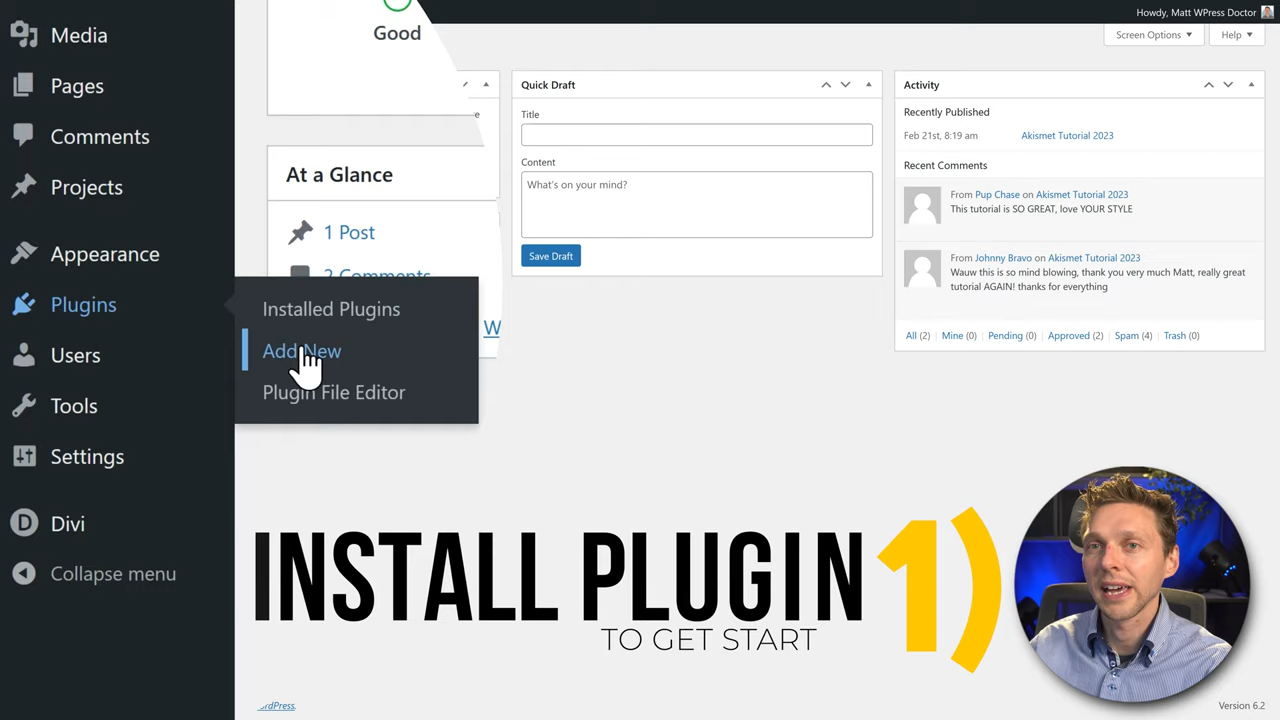 Howdy, Matt WPress Doctor
Screen Options
Help
Media
Pages
Comments
Projects
Appearance
Plugins
Users
Tools
Settings
Divi
Collapse menu
Good
At a Glance
1 Post
2 Comments
W
Installed Plugins
Add New
Plugin File Editor
Quick Draft
Title
Content
What's on your mind?
Save Draft
Activity
Recently Published
Feb 21st, 8:19 am Akismet Tutorial 2023
Recent Comments
From Pup Chase on Akismet Tutorial 2023
This tutorial is SO GREAT, love YOUR STYLE
From Johnny Bravo on Akismet Tutorial 2023
Wauw this is so mind blowing, thank you very much Matt, really great
tutorial AGAIN! thanks for everything
All (2) | Mine (0) | Pending (0) | Approved (2) | Spam (4) | Trash (0)
INSTALL PLUGIN 1)
TO GET START
rdPress.
Version 6.2